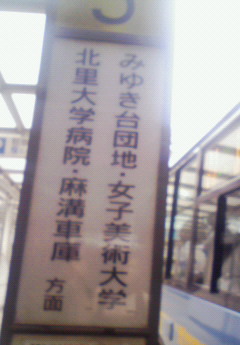 5
みゆき台団地・女子美術大学
北里大学病院・麻溝車庫 方面